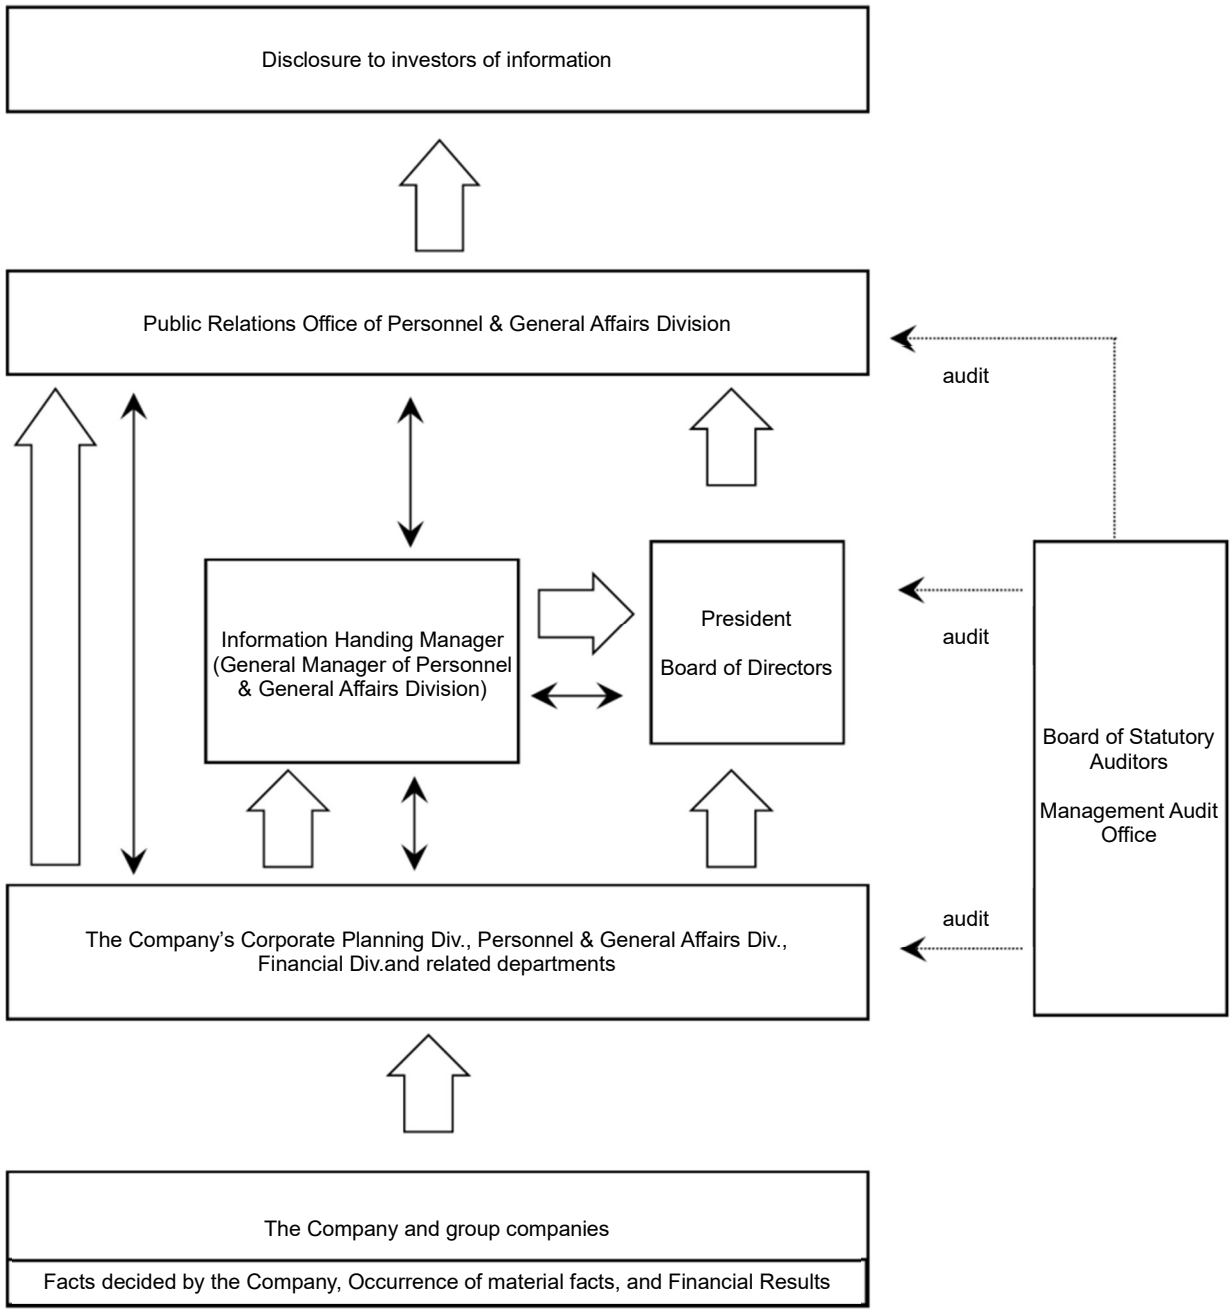 Disclosure to investors of information
Public Relations Office of Personnel & General Affairs Division
audit
Information Handing Manager
(General Manager of Personnel
& General Affairs Division)
President
Board of Directors
audit
Board of Statutory
Auditors
Management Audit
Office
audit
The Company’s Corporate Planning Div., Personnel & General Affairs Div.,
Financial Div.and related departments
The Company and group companies
Facts decided by the Company, Occurrence of material facts, and Financial Results